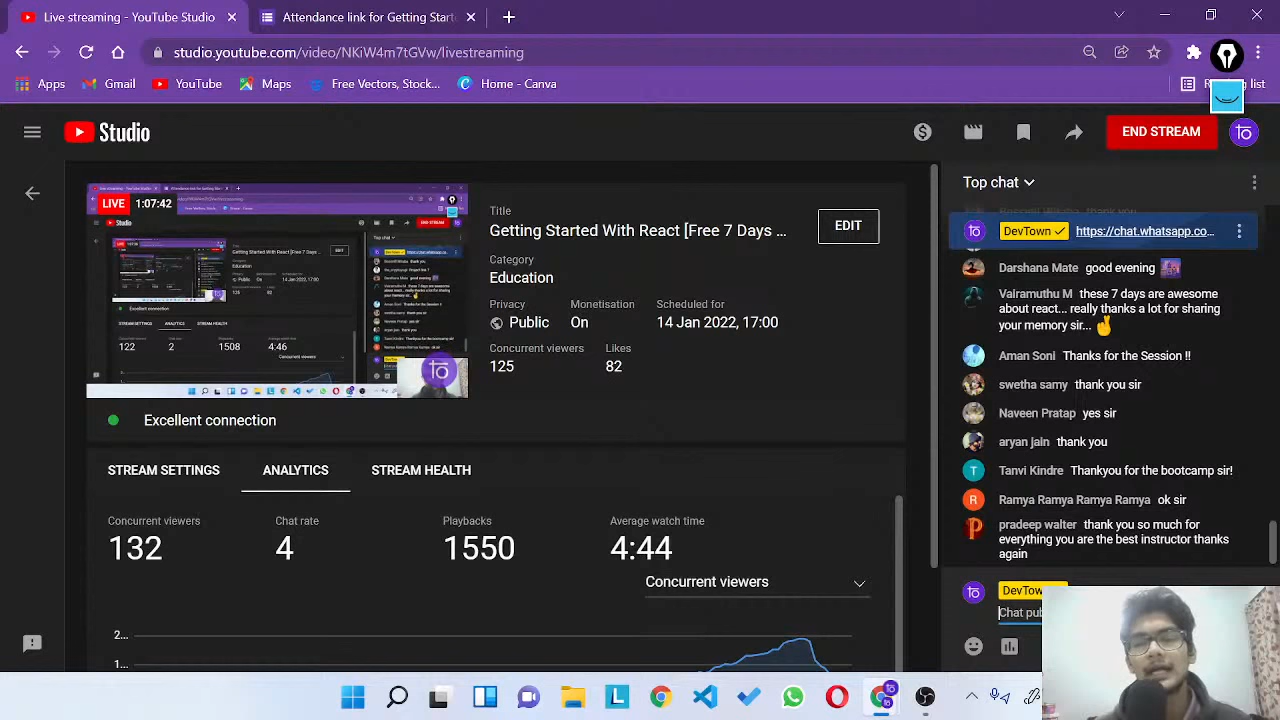 Live streaming - YouTube Studio
Attendance link for Getting Start
studio.youtube.com/video/NKiW4m7tGVw/livestreaming
Apps
Gmail
YouTube
Maps
Free Vectors, Stock...
Home - Canva
list
Studio
END STREAM
LIVE 1:07:42
Title
Getting Started With React [Free 7 Days ...
EDIT
Category
Education
Privacy
Public
Monetisation
On
Scheduled for
14 Jan 2022, 17:00
Concurrent viewers
125
Likes
82
Excellent connection
STREAM SETTINGS
ANALYTICS
STREAM HEALTH
Concurrent viewers
132
Chat rate
4
Playbacks
1550
Average watch time
4:44
Concurrent viewers
2...
1...
Top chat
thank you
DevTown https://chat.whatsapp.co...
Darshana Mate good evening
these 7 days are awesome
about react... really thanks a lot for sharing
your memory sir...
Aman Soni Thanks for the Session !!
swetha samy thank you sir
Naveen Pratap yes sir
aryan jain thank you
Tanvi Kindre Thankyou for the bootcamp sir!
Ramya Ramya Ramya Ramya ok sir
pradeep walter thank you so much for
everything you are the best instructor thanks
again
DevTow
Chat pu